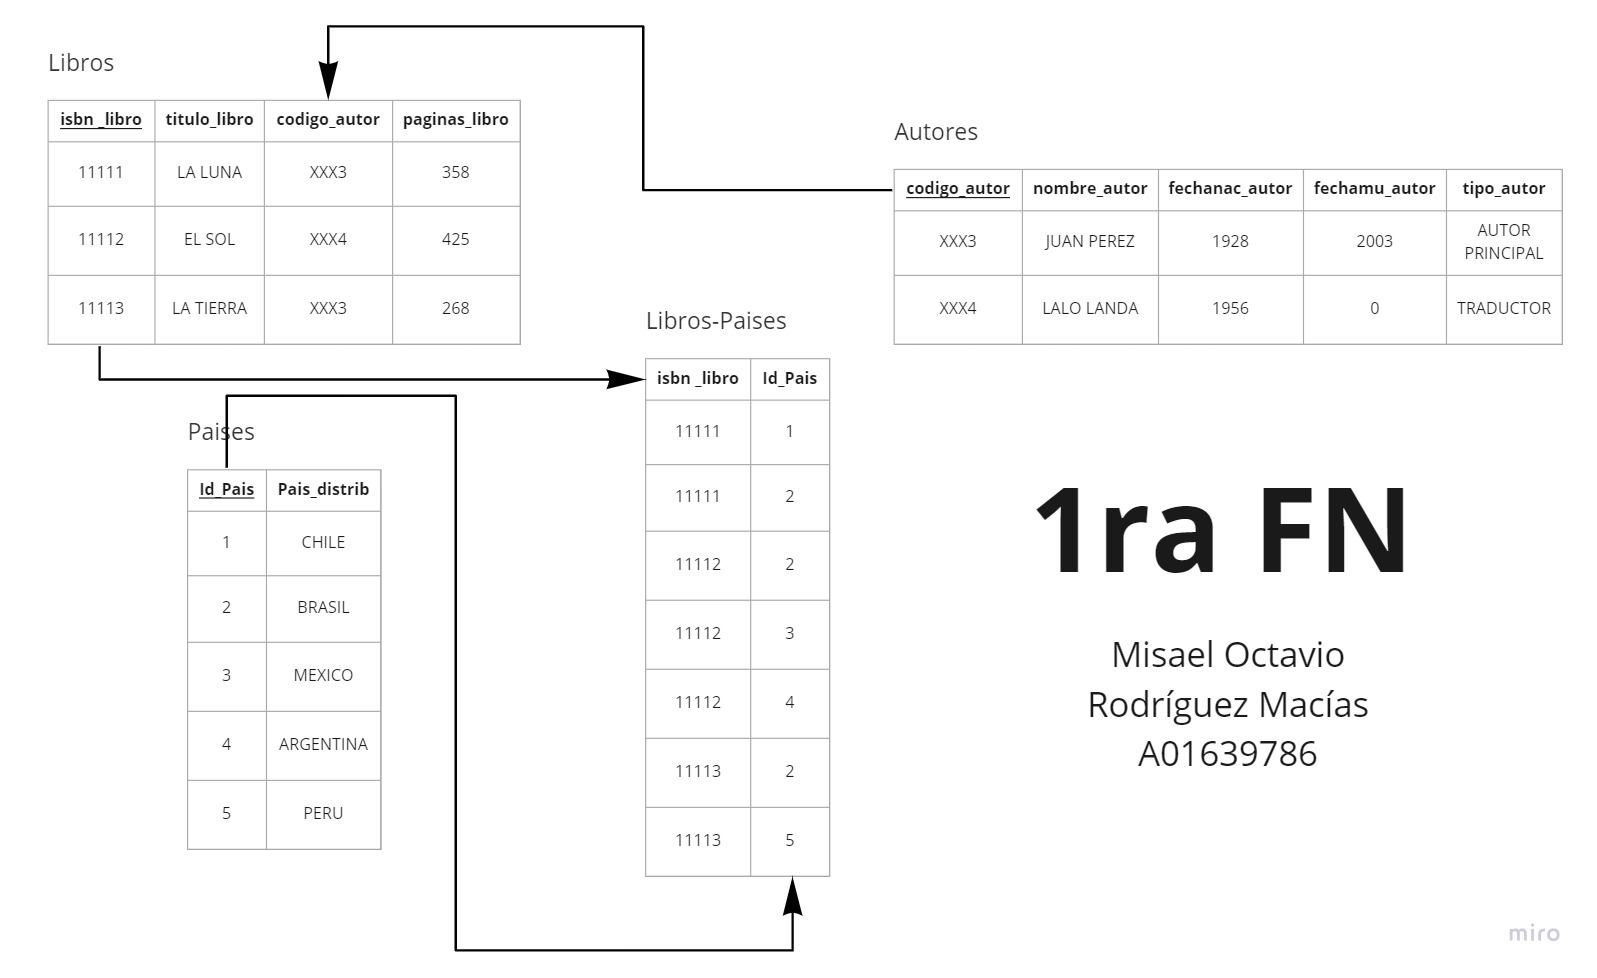 Libros
isbn _libro titulo_libro codigo_autor paginas_libro
11111 LA LUNA XXX3 358
11112 EL SOL XXX4 425
11113 LA TIERRA XXX3 268
Autores
codigo_autor nombre_autor fechanac_autor fechamu_autor tipo_autor
XXX3 JUAN PEREZ 1928 2003 AUTOR
PRINCIPAL
XXX4 LALO LANDA 1956 0 TRADUCTOR
Libros-Paises
isbn _libro Id_Pais
11111 1
11111 2
11112 2
11112 3
11112 4
11113 2
11113 5
Paises
Id_Pais Pais_distrib
1 CHILE
2 BRASIL
3 MEXICO
4 ARGENTINA
5 PERU
1ra FN
Misael Octavio
Rodríguez Macías
A01639786
miro